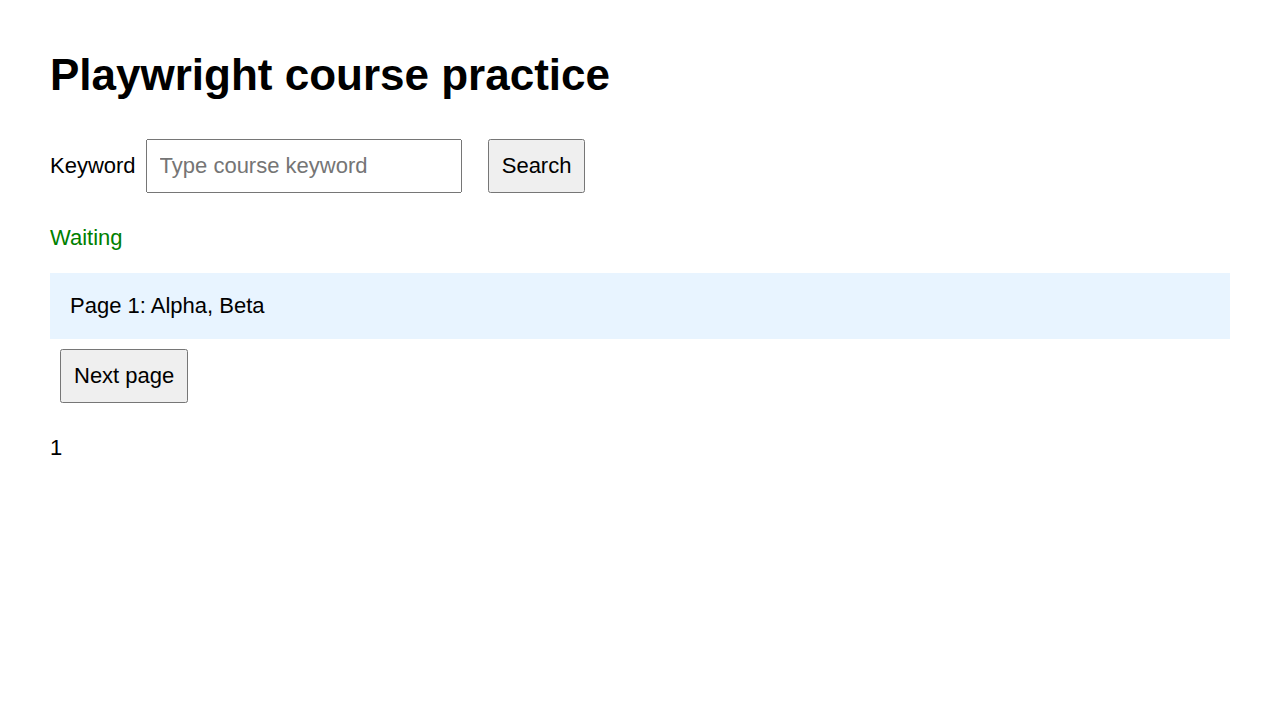 Playwright course practice
Keyword Type course keyword Search
Waiting
Page 1: Alpha, Beta
Next page
1